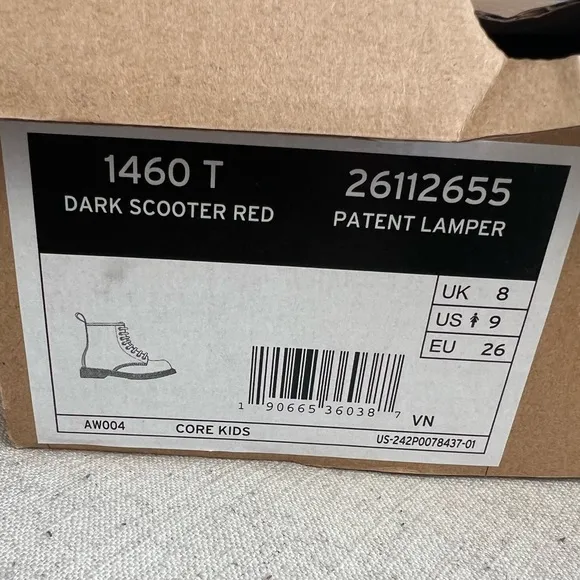 1460 T
DARK SCOOTER RED
26112655
PATENT LAMPER
UK 8
US 9
EU 26
1 90665 36038 7
VN
AW004 CORE KIDS US-242P0078437-01